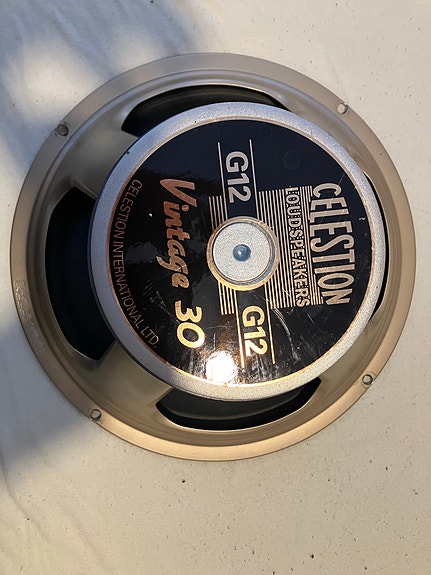 CELESTION
LOUDSPEAKERS
G12 G12
Vintage 30
CELESTION INTERNATIONAL LTD